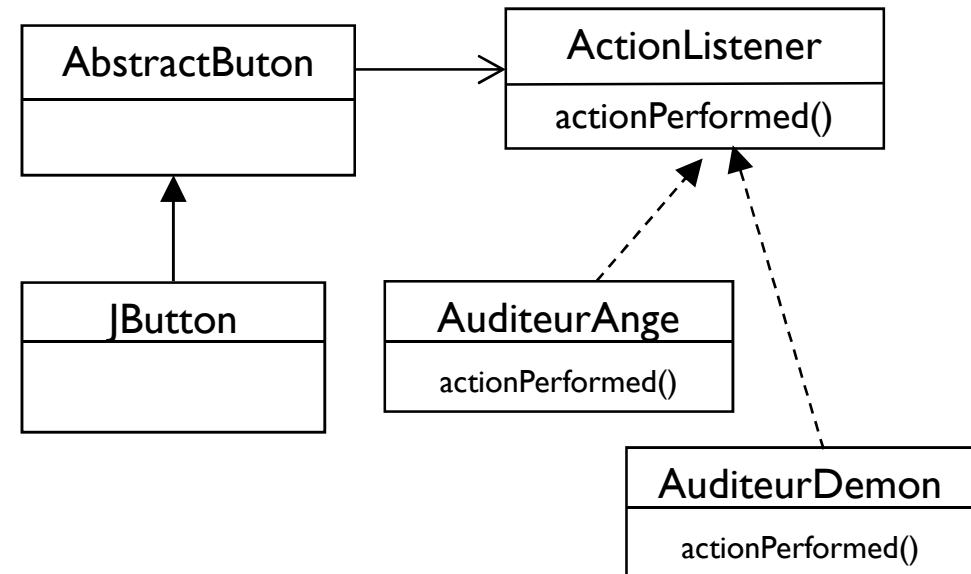 AbstractButon
ActionListener
actionPerformed()
JButton
AuditeurAnge
actionPerformed()
AuditeurDemon
actionPerformed()